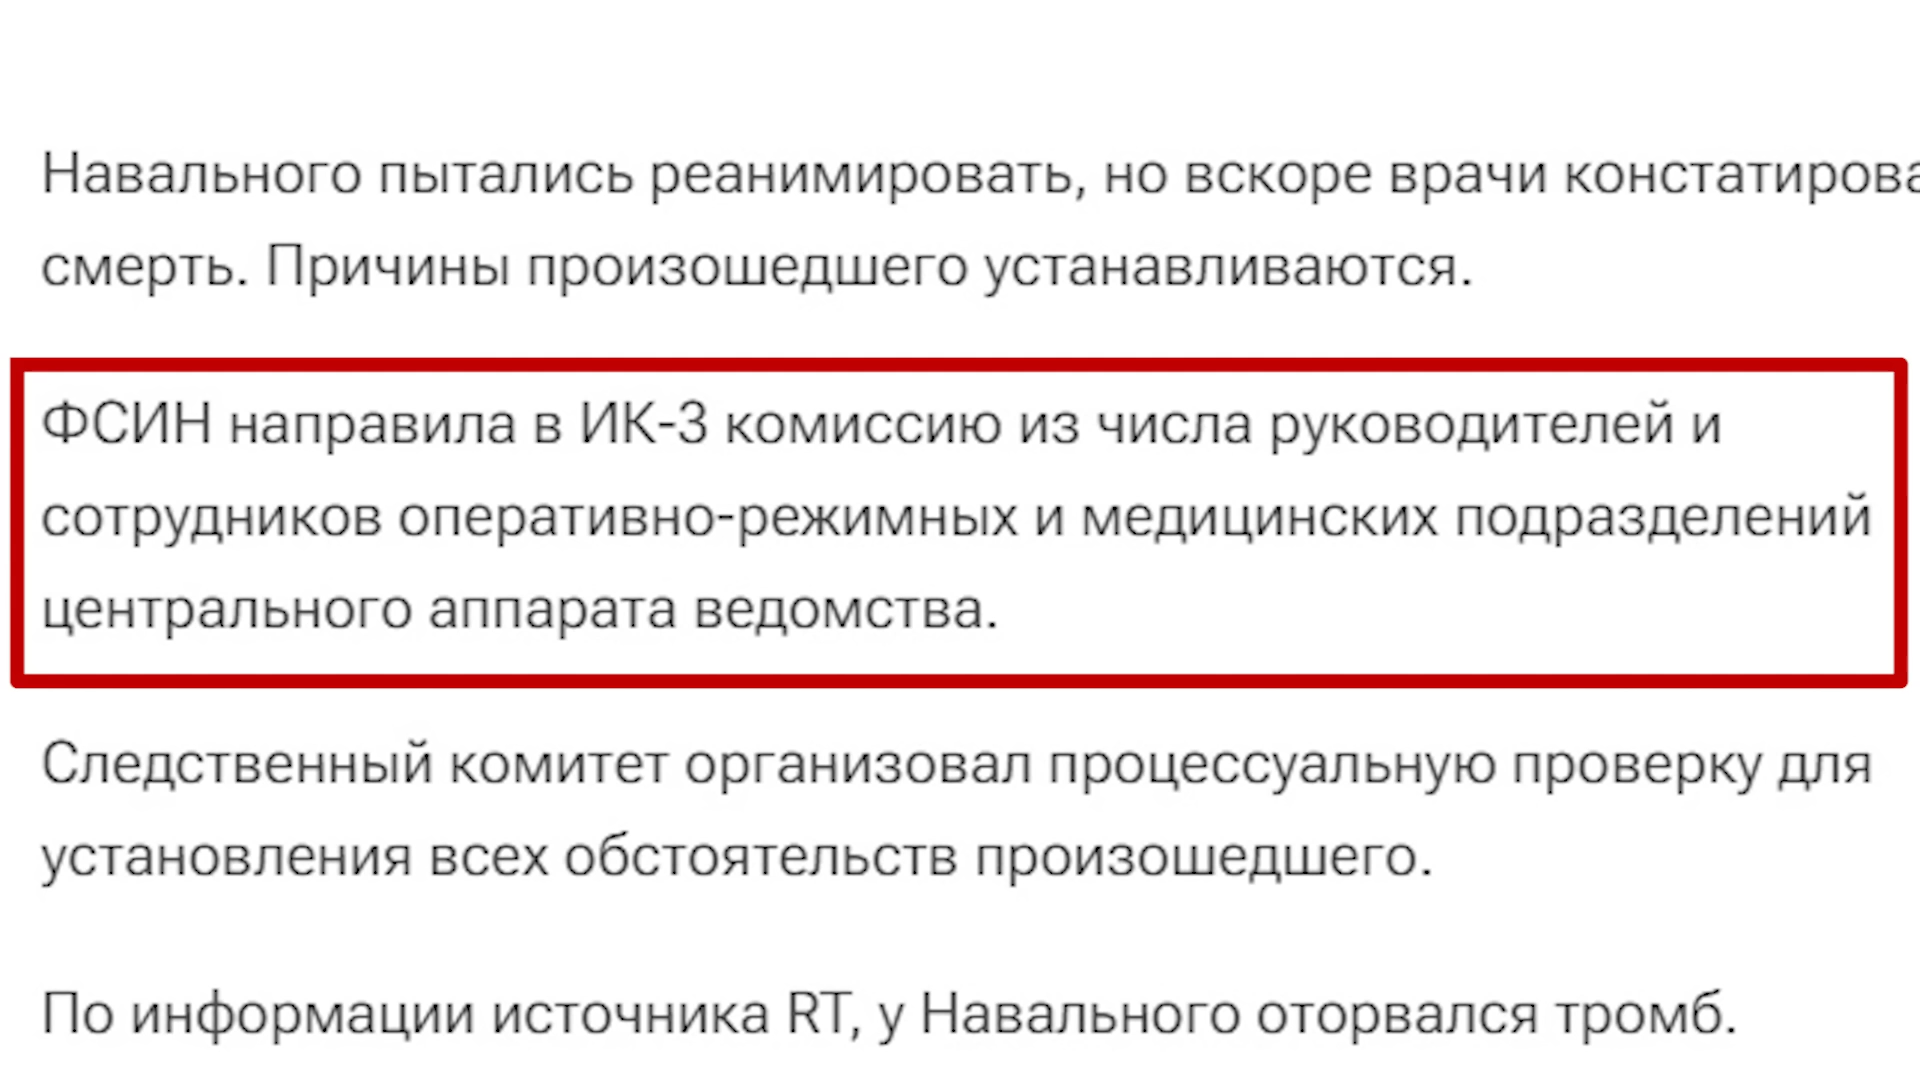 Навального пытались реанимировать, но вскоре врачи
смерть. Причины произошедшего устанавливаются.
ФСИН направила в ИК-3 комиссию из числа руководителей и
сотрудников оперативно-режимных и медицинских подразделений
центрального аппарата ведомства.
Следственный комитет организовал процессуальную проверку для
установления всех обстоятельств произошедшего.
По информации источника RT, у Навального оторвался тромб.